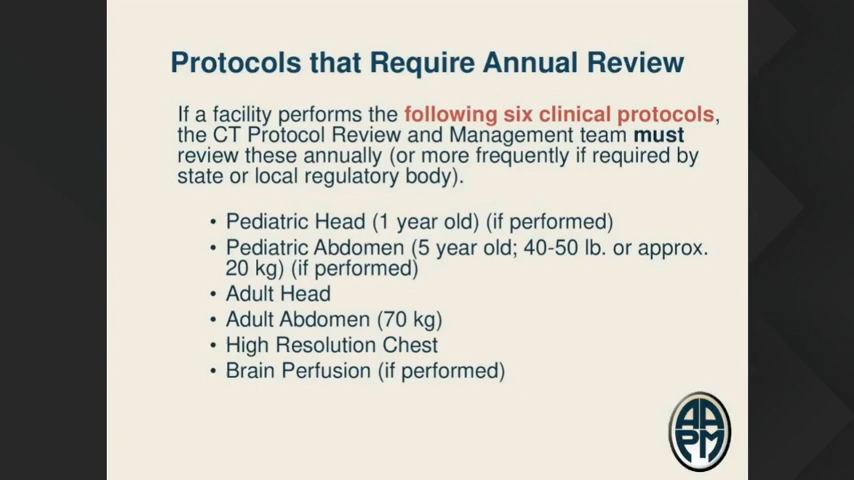 Protocols that Require Annual Review
If a facility performs the following six clinical protocols,
the CT Protocol Review and Management team must
review these annually (or more frequently if required by
state or local regulatory body).
• Pediatric Head (1 year old) (if performed)
• Pediatric Abdomen (5 year old; 40-50 lb. or approx.
20 kg) (if performed)
• Adult Head
• Adult Abdomen (70 kg)
• High Resolution Chest
• Brain Perfusion (if performed)
AA
PM